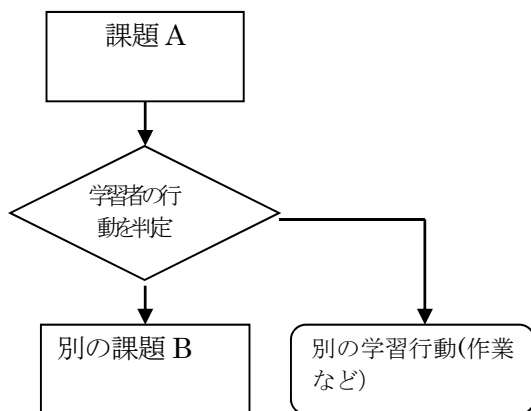 課題 A
学習者の行
動を判定
別の課題 B
別の学習行動(作業
など)